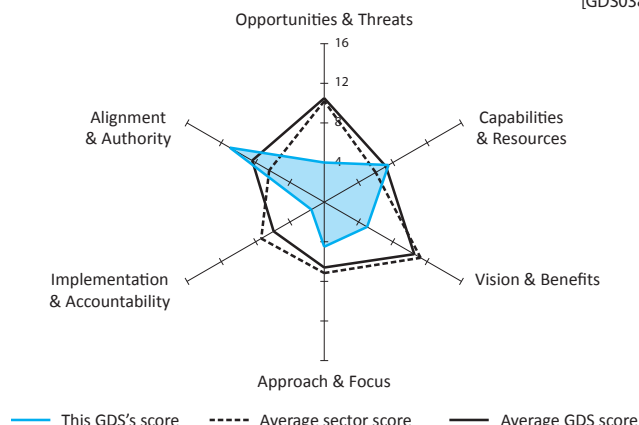 [GDS038
Opportunities & Threats
16
12
8
4
Alignment
& Authority
Capabilities
& Resources
Implementation
& Accountability
Vision & Benefits
Approach & Focus
This GDS's score
Average sector score
Average GDS score